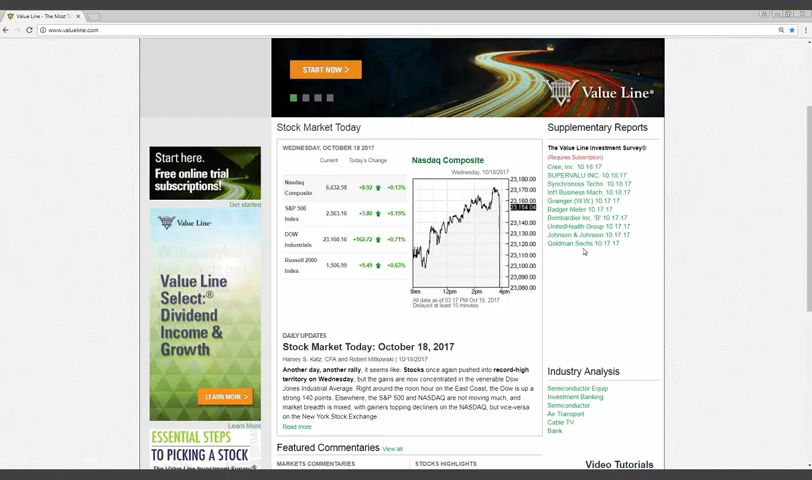 Value Line - The Most T
www.valueline.com
START NOW >
Value Line®
Stock Market Today
Supplementary Reports
WEDNESDAY, OCTOBER 18 2017
Current Today's Change
Nasdaq Composite 6,632.58 +0.13%
S&P 500 Index 2,563.16 +3.80 +0.15%
DOW Industrials +162.72 +0.71%
Russell 2000 Index 1,506.99 +9.49 +0.63%
Nasdaq Composite
Wednesday, 10/18/2017
23,180.00
23,170.00
23,160.00
23,140.00
23,130.00
23,120.00
23,110.00
23,100.00
23,090.00
23,080.00
9am 12pm 2pm 4pm
All data as of 03:17 PM Oct 18, 2017
Delayed at least 15 minutes.
The Value Line Investment Survey®
(Requires Subscription)
Cree, Inc. 10.18.17
SUPERVALU INC. 10.18.17
Synchronoss Techn. 10.18.17
Int'l Business Mach. 10.18.17
Grainger (W.W.) 10.17.17
Badger Meter 10.17.17
Bombardier Inc. 'B' 10.17.17
UnitedHealth Group 10.17.17
Johnson & Johnson 10.17.17
Goldman Sachs 10.17.17
Start here.
Free online trial
subscriptions!
Get started
Value Line
Value Line
Select:®
Dividend
Income &
Growth
LEARN MORE >
Learn More
ESSENTIAL STEPS
TO PICKING A STOCK
The Value Line Investment Survey®
DAILY UPDATES
Stock Market Today: October 18, 2017
Harvey S. Katz, CFA and Robert Mitkowski | 10/18/2017
Another day, another rally, it seems like. Stocks once again pushed into record-high
territory on Wednesday, but the gains are now concentrated in the venerable Dow
Jones Industrial Average. Right around the noon hour on the East Coast, the Dow is up a
strong 140 points. Elsewhere, the S&P 500 and NASDAQ are not moving much, and
market breadth is mixed, with gainers topping decliners on the NASDAQ, but vice-versa
on the New York Stock Exchange.
Read more
Industry Analysis
Semiconductor Equip
Investment Banking
Semiconductor
Air Transport
Cable TV
Bank
Featured Commentaries View all
MARKETS COMMENTARIES STOCKS HIGHLIGHTS
Video Tutorials